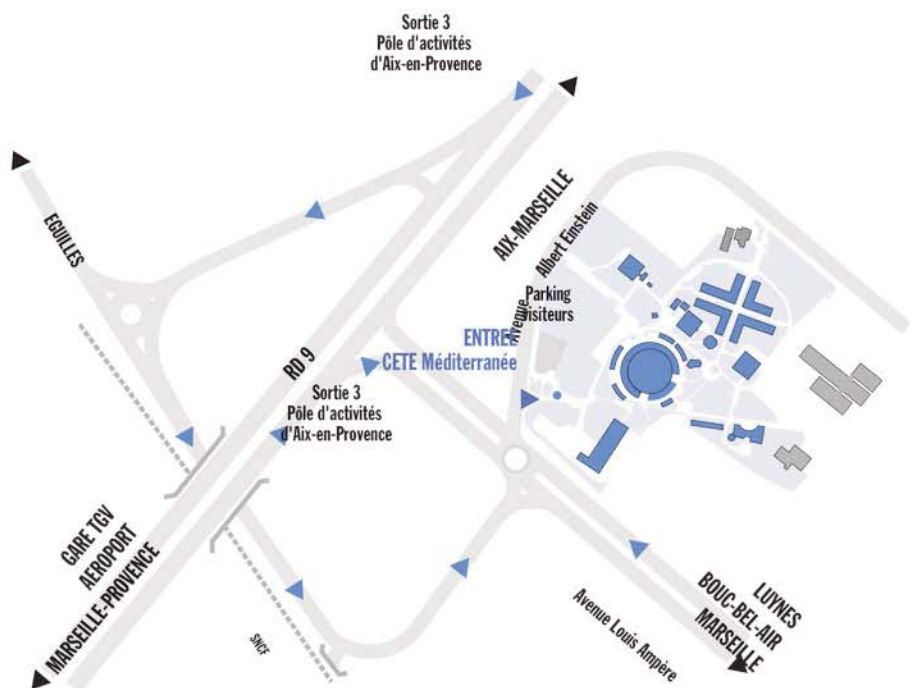 Sortie 3
Pôle d'activités
d'Aix-en-Provence
EGUILLES
AIX-MARSEILLE
Avenue Albert Einstein
Parking
visiteurs
ENTREE
CETE Méditerranée
RD 9
Sortie 3
Pôle d'activités
d'Aix-en-Provence
GARE TGV
AEROPORT
MARSEILLE-PROVENCE
SNCF
Avenue Louis Ampère
LUYNES
BOUC-BEL-AIR
MARSEILLE